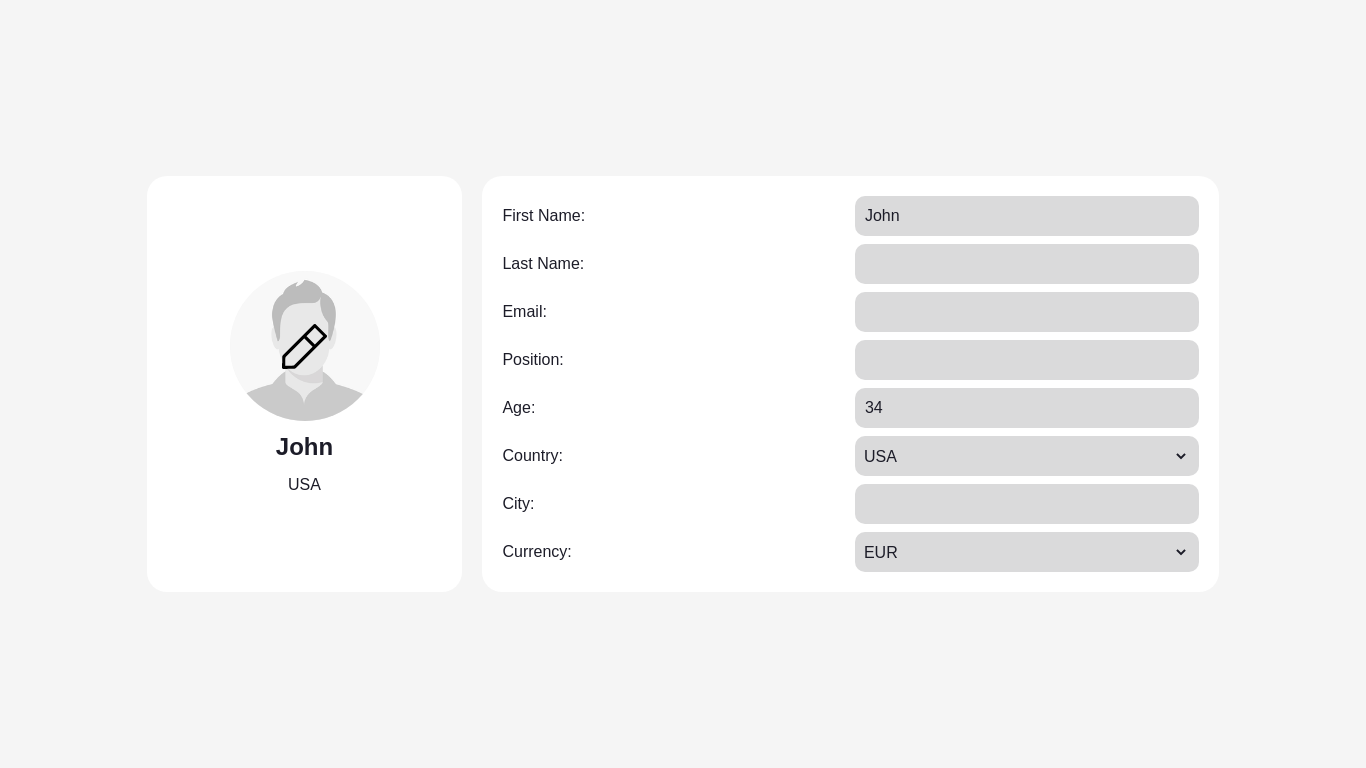 John
USA
First Name: John
Last Name:
Email:
Position:
Age: 34
Country: USA
City:
Currency: EUR